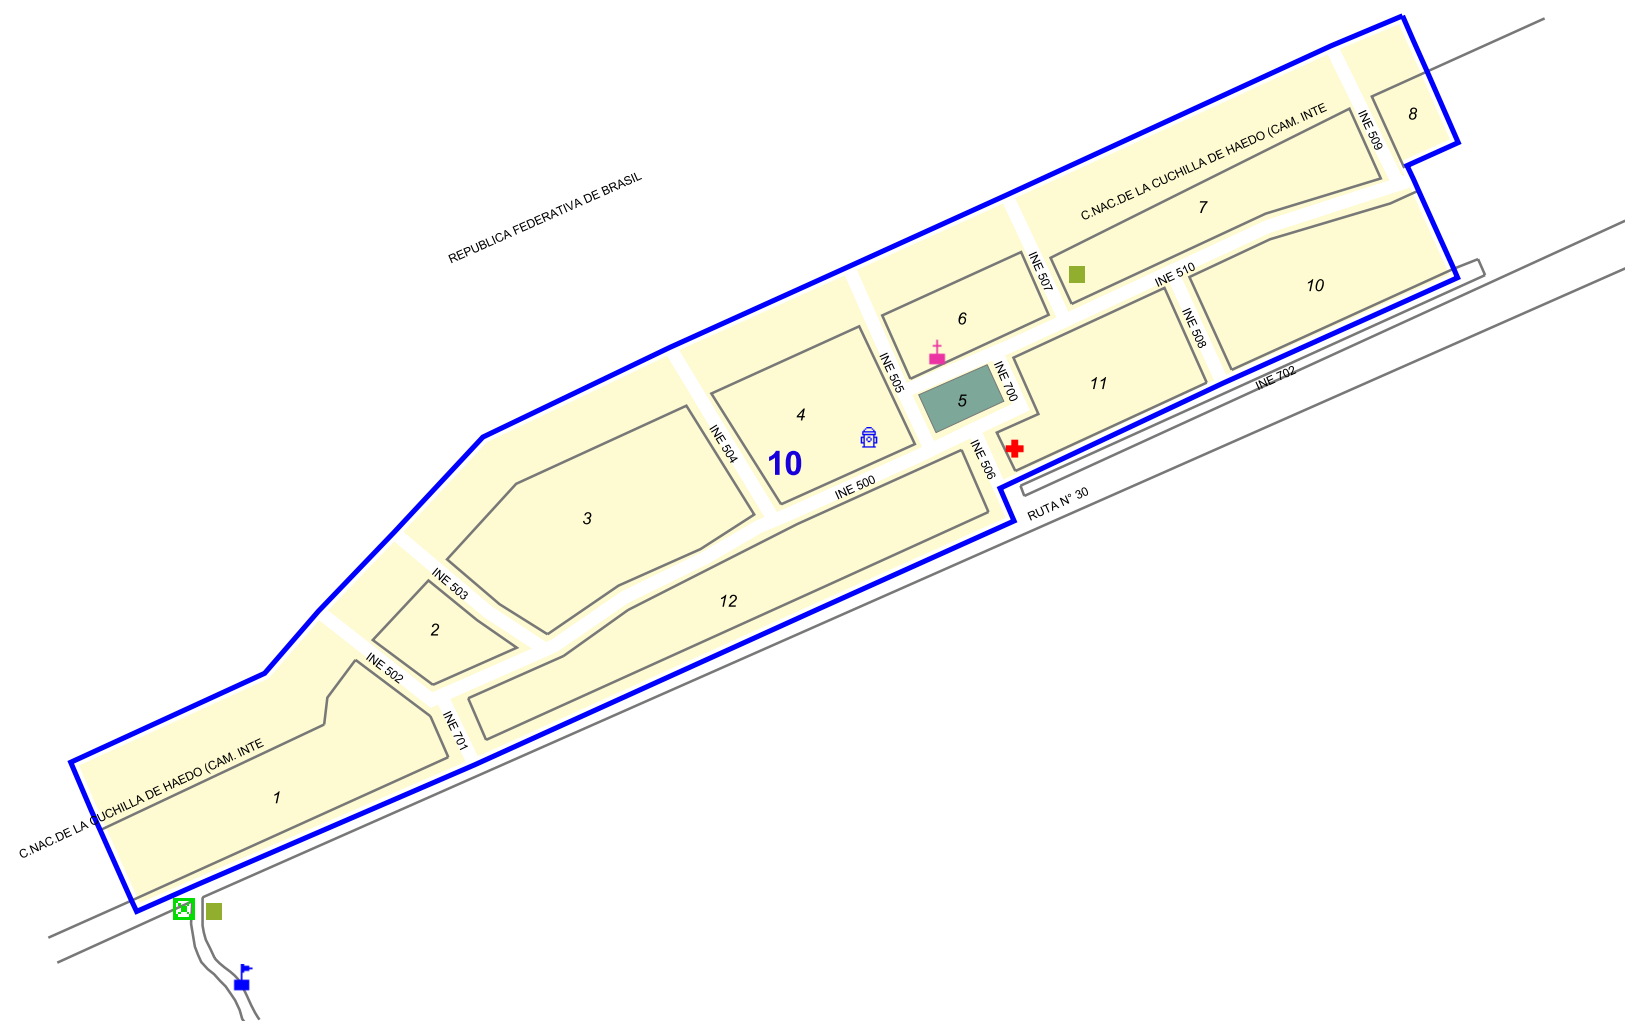 8
INE 509
C.NAC.DE LA CUCHILLA DE HAEDO (CAM. INTE
7
REPUBLICA FEDERATIVA DE BRASIL
INE 507
INE 510
10
6
INE 508
INE 505
INE 700
INE 702
11
5
4
10
INE 504
INE 506
INE 500
RUTA N° 30
3
INE 503
12
2
INE 502
INE 701
C.NAC.DE LA CUCHILLA DE HAEDO (CAM. INTE
1